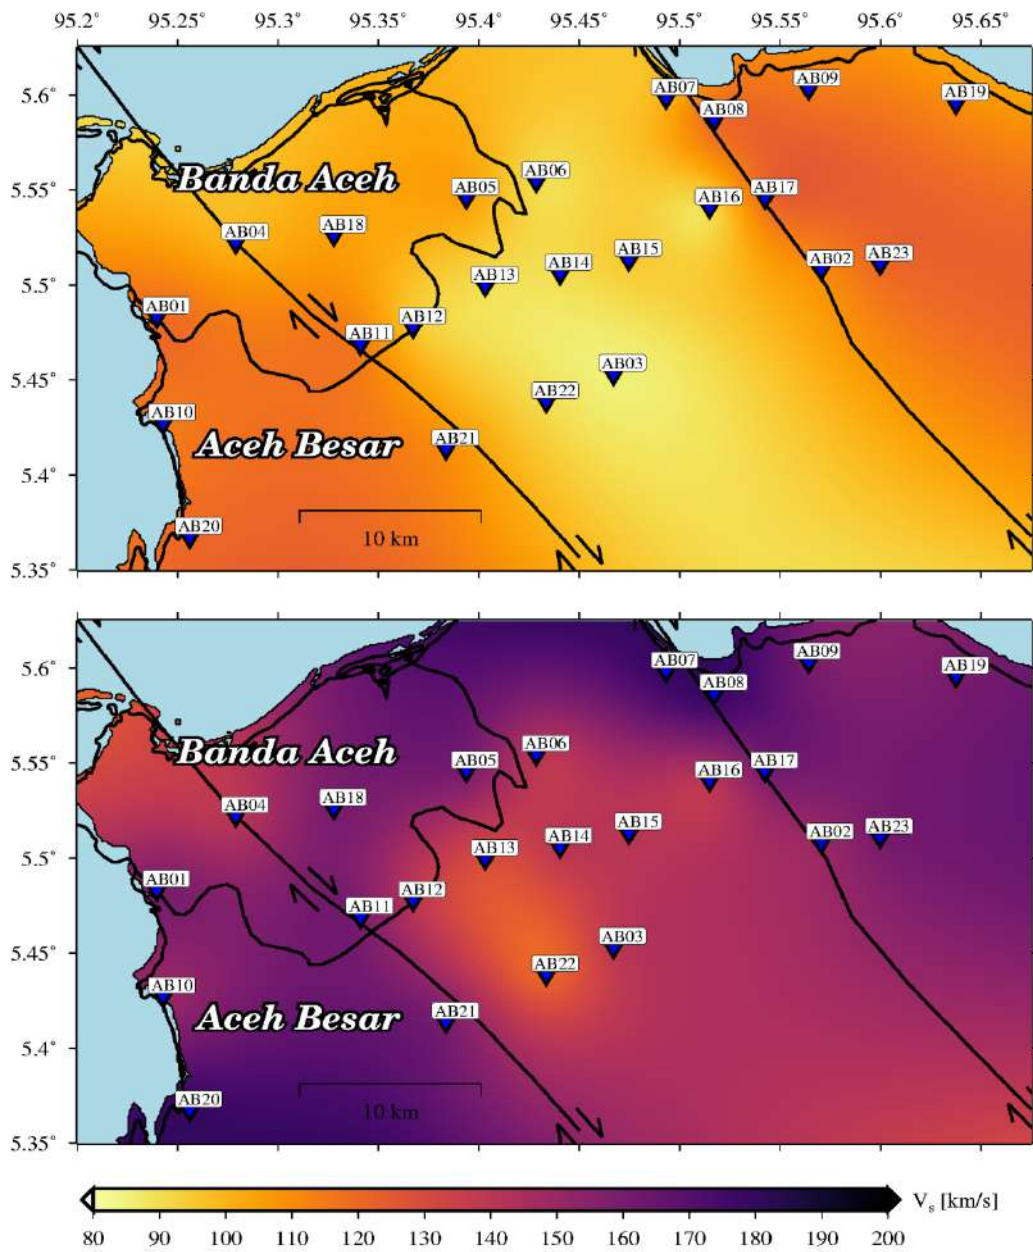 95.2° 95.25° 95.3° 95.35° 95.4° 95.45° 95.5° 95.55° 95.6° 95.65°
5.6°
AB07
AB09
AB19
AB08
5.55°
Banda Aceh
AB05
AB06
AB16
AB17
AB04
AB18
5.5°
AB13
AB14
AB15
AB02
AB23
AB01
AB11
AB12
5.45°
AB22
AB03
AB10
AB21
5.4°
Aceh Besar
10 km
AB20
5.35°
5.6°
AB07
AB09
AB19
AB08
5.55°
Banda Aceh
AB05
AB06
AB16
AB17
AB04
AB18
5.5°
AB13
AB14
AB15
AB02
AB23
AB01
AB11
AB12
5.45°
AB22
AB03
AB10
AB21
5.4°
Aceh Besar
10 km
AB20
5.35°
Vs [km/s]
80 90 100 110 120 130 140 150 160 170 180 190 200